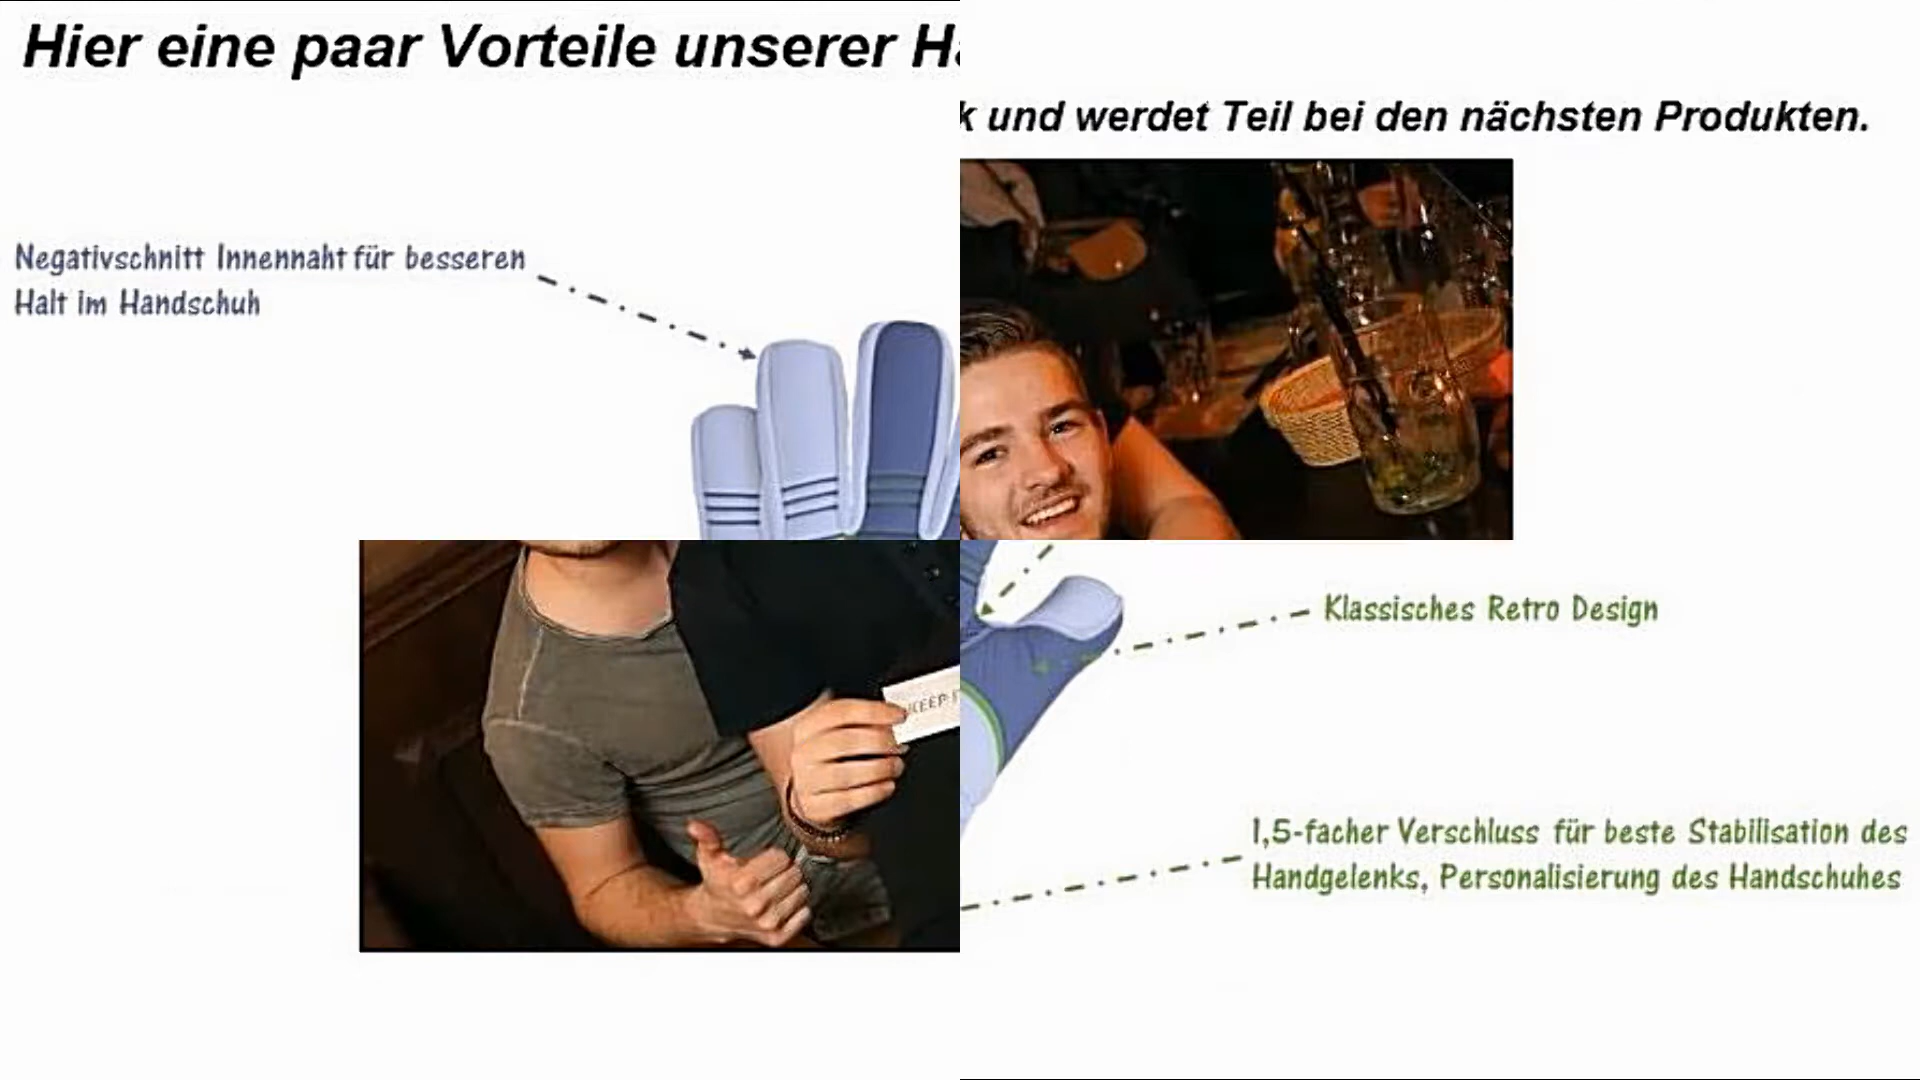 Hier eine paar Vorteile unserer
und werdet Teil bei den nächsten Produkten.
Negativschnitt Innennaht für besseren
Halt im Handschuh
Klassisches Retro Design
KEEP
1,5-facher Verschluss für beste Stabilisation des
Handgelenks, Personalisierung des Handschuhes